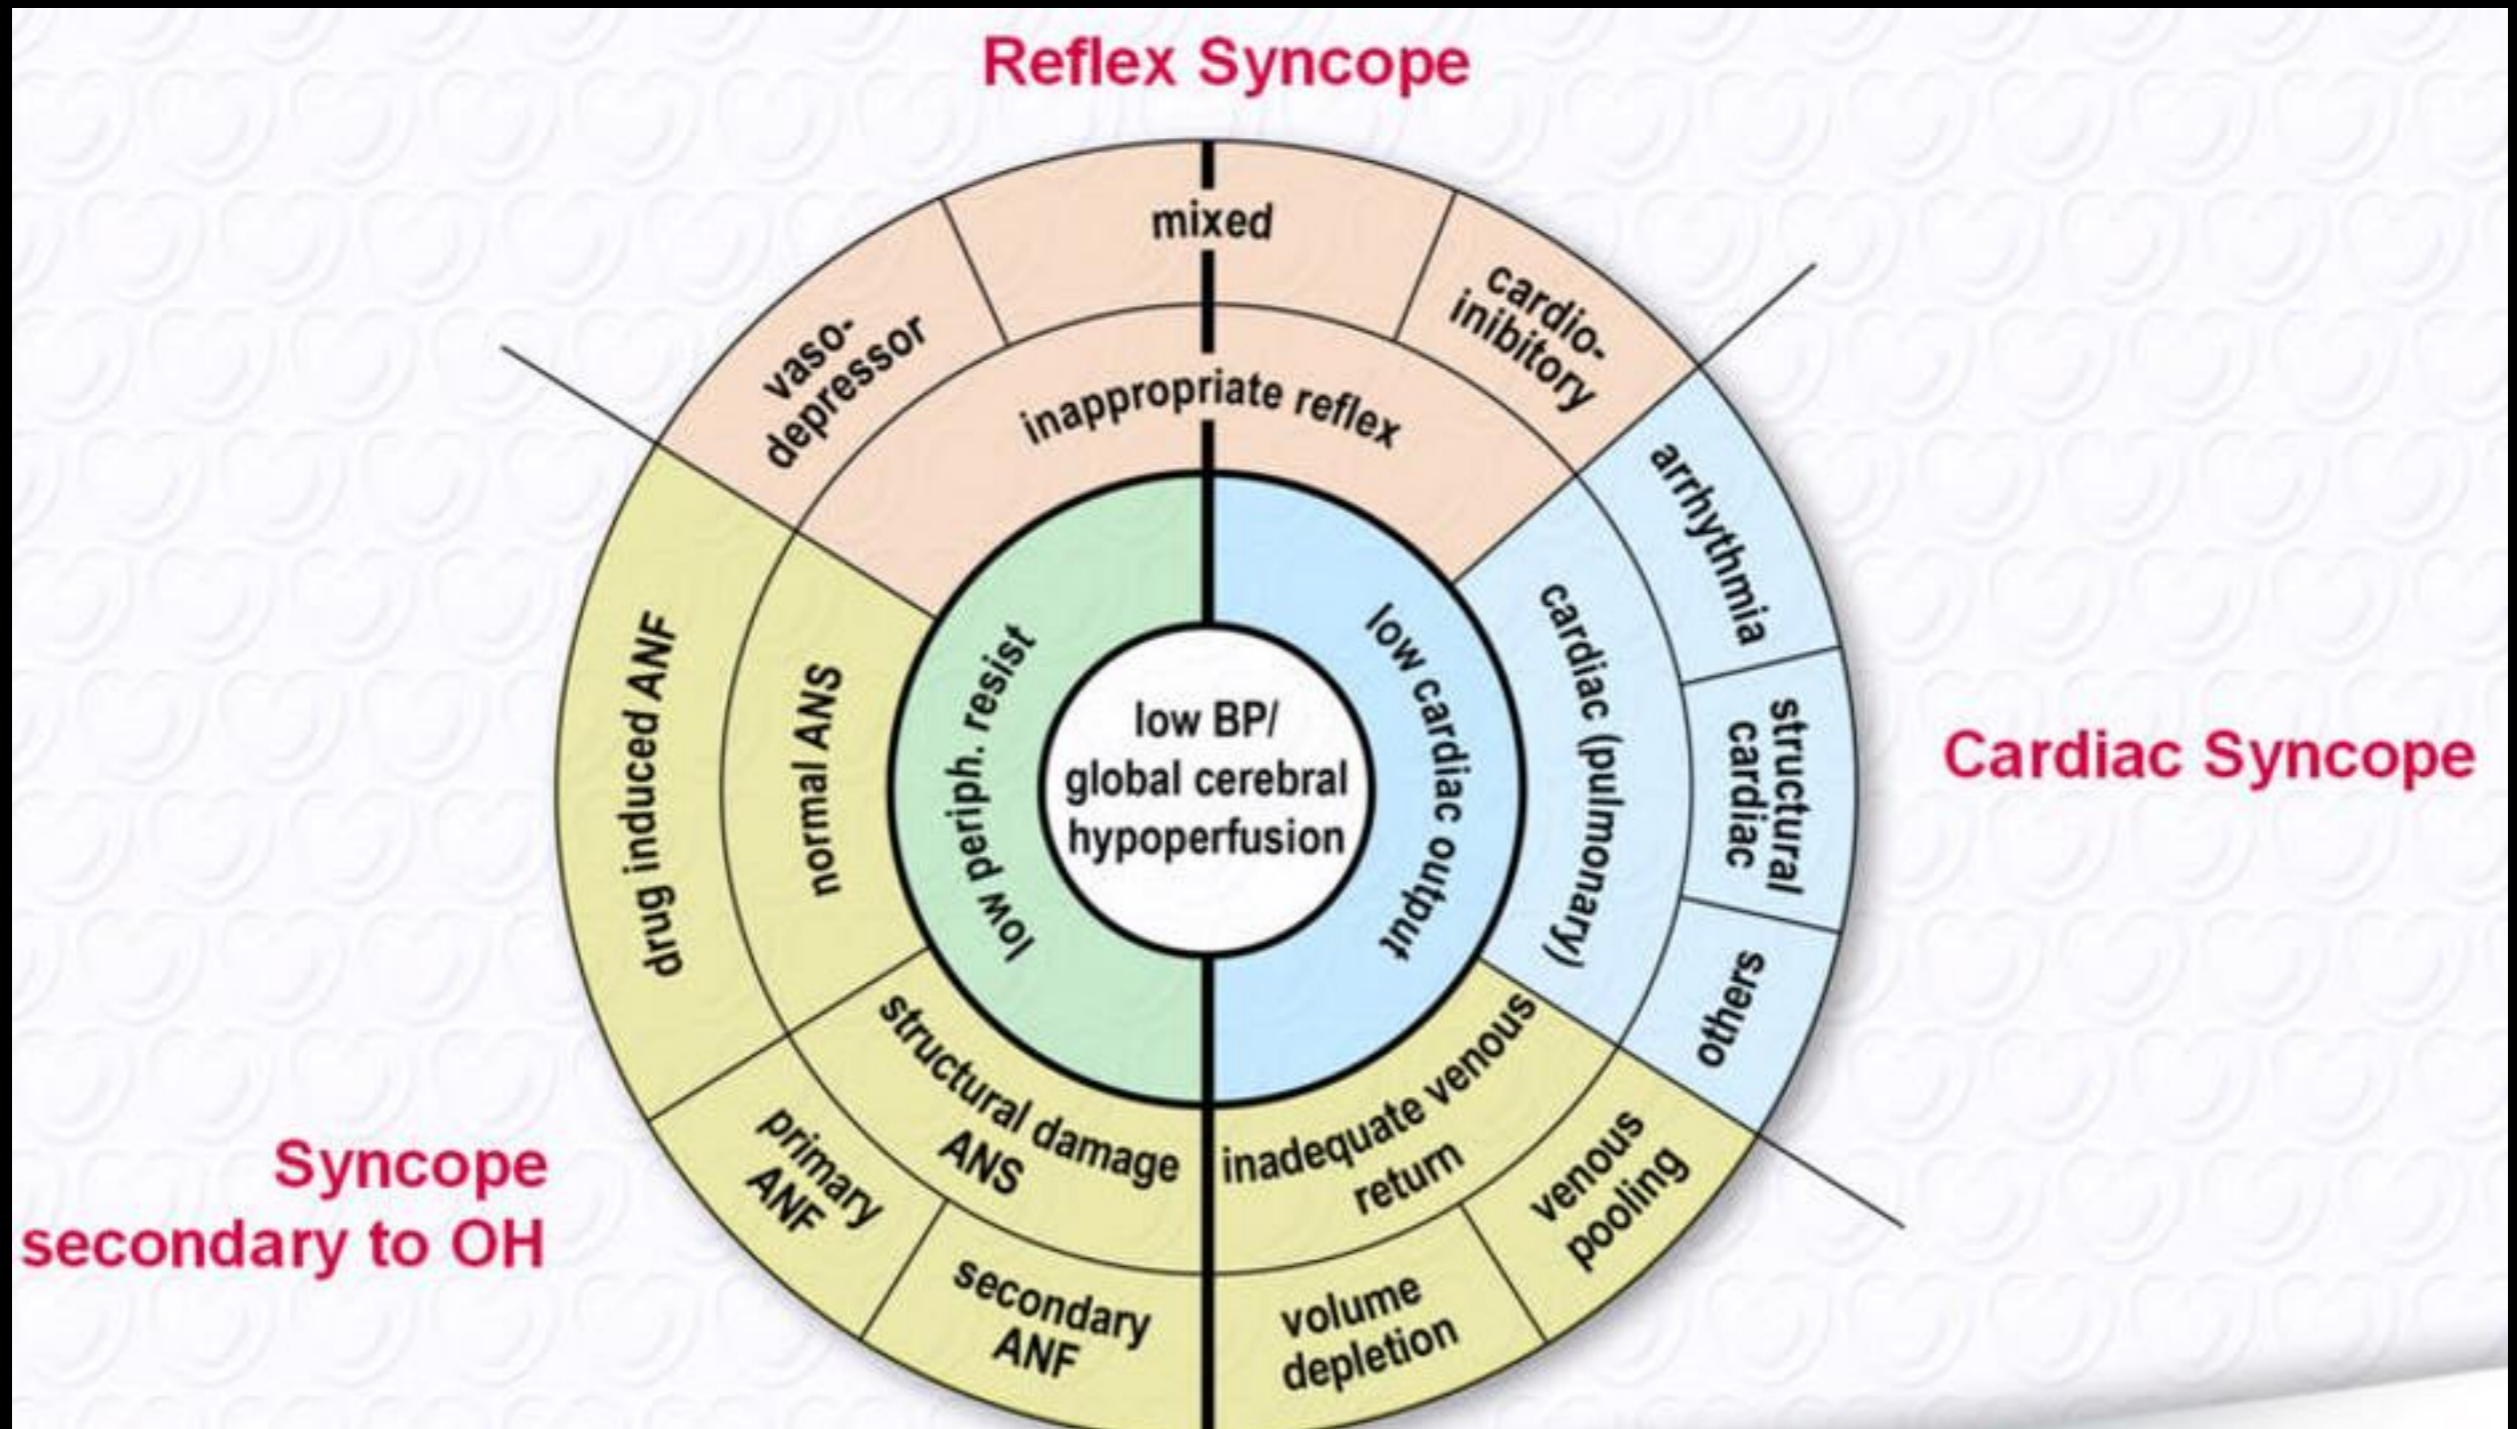 Reflex Syncope
mixed
vaso-
depressor
cardio-
inibitory
inappropriate reflex
arrhythmia
structural
cardiac
others
cardiac (pulmonary)
Cardiac Syncope
low periph. resist
low cardiac output
low BP/
global cerebral
hypoperfusion
normal ANS
drug induced ANF
structural damage
ANS
inadequate venous
return
primary
ANF
secondary
ANF
volume
depletion
venous
pooling
Syncope
secondary to OH